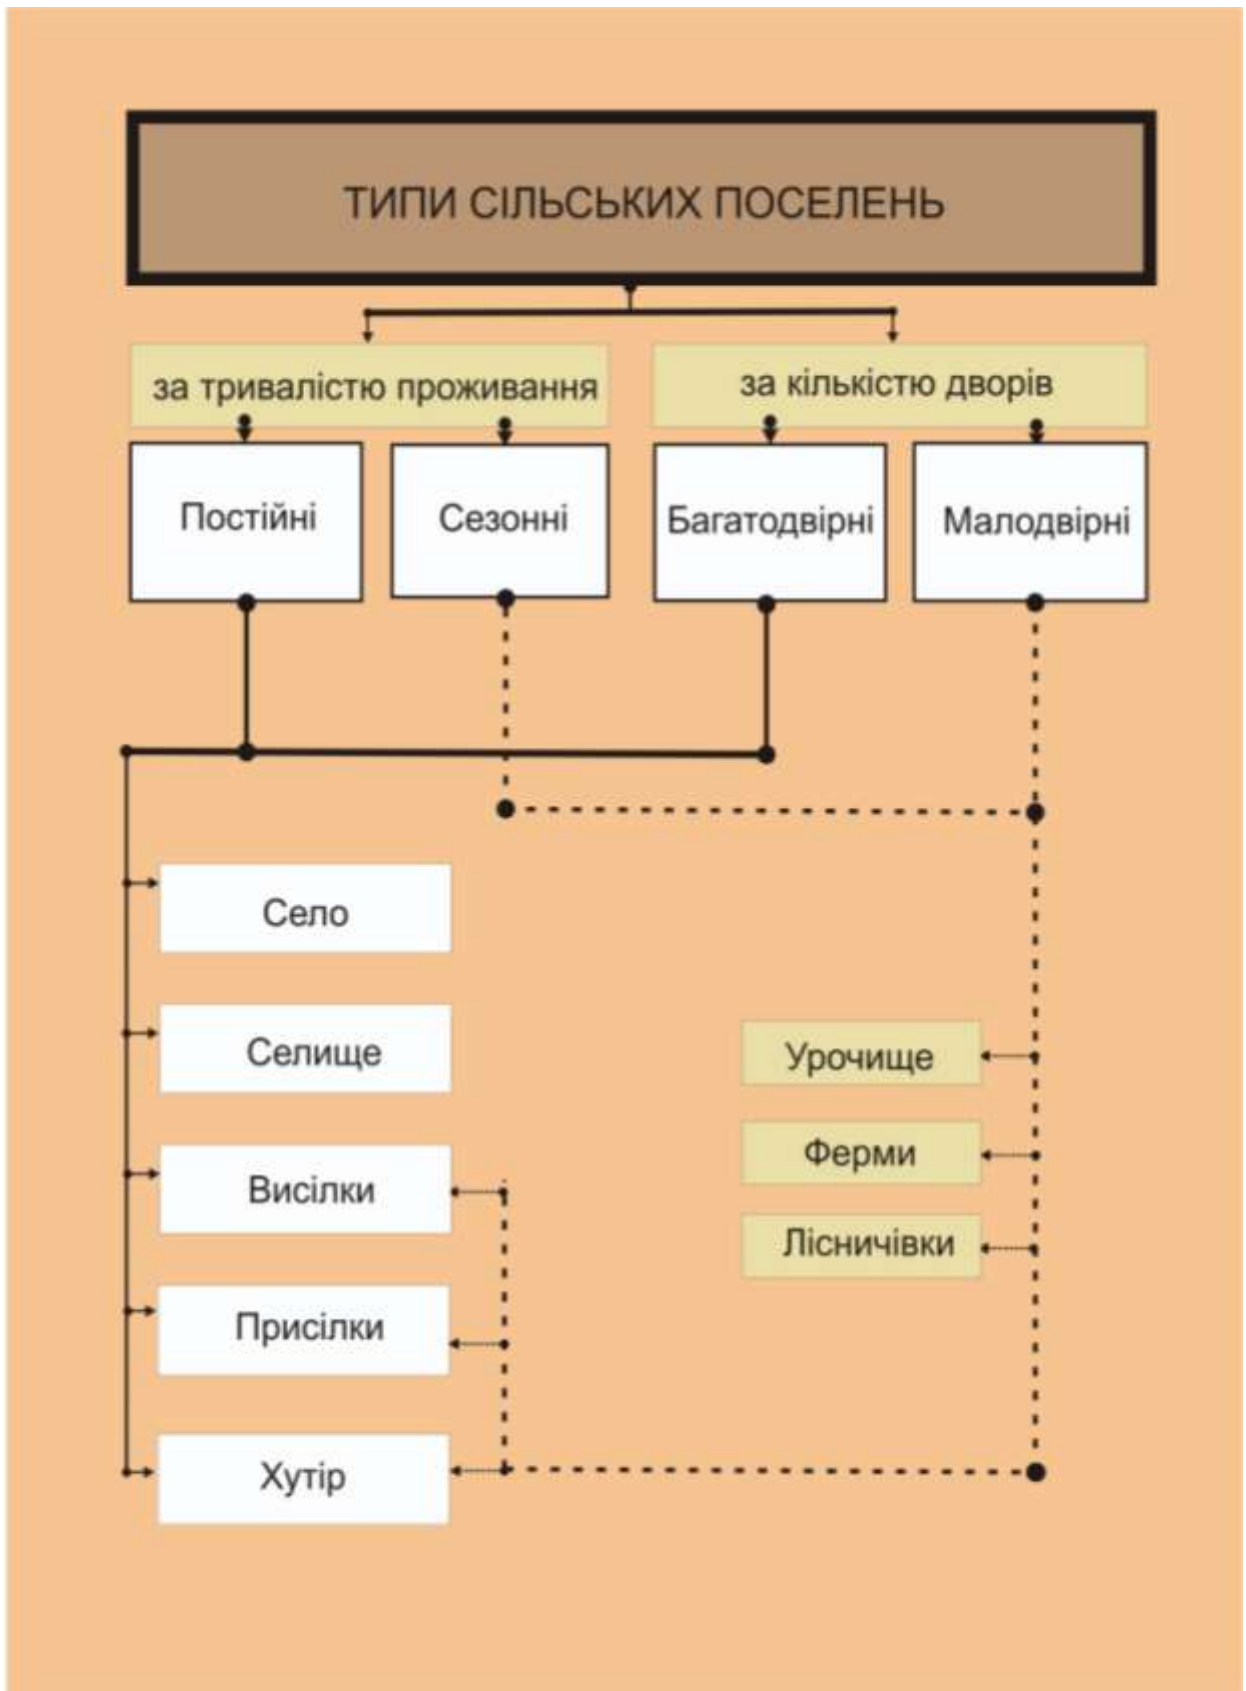 ТИПИ СІЛЬСЬКИХ ПОСЕЛЕНЬ
за тривалістю проживання
за кількістю дворів
Постійні
Сезонні
Багатодвірні
Малодвірні
Село
Селище
Висілки
Присілки
Хутір
Урочище
Ферми
Лісничівки